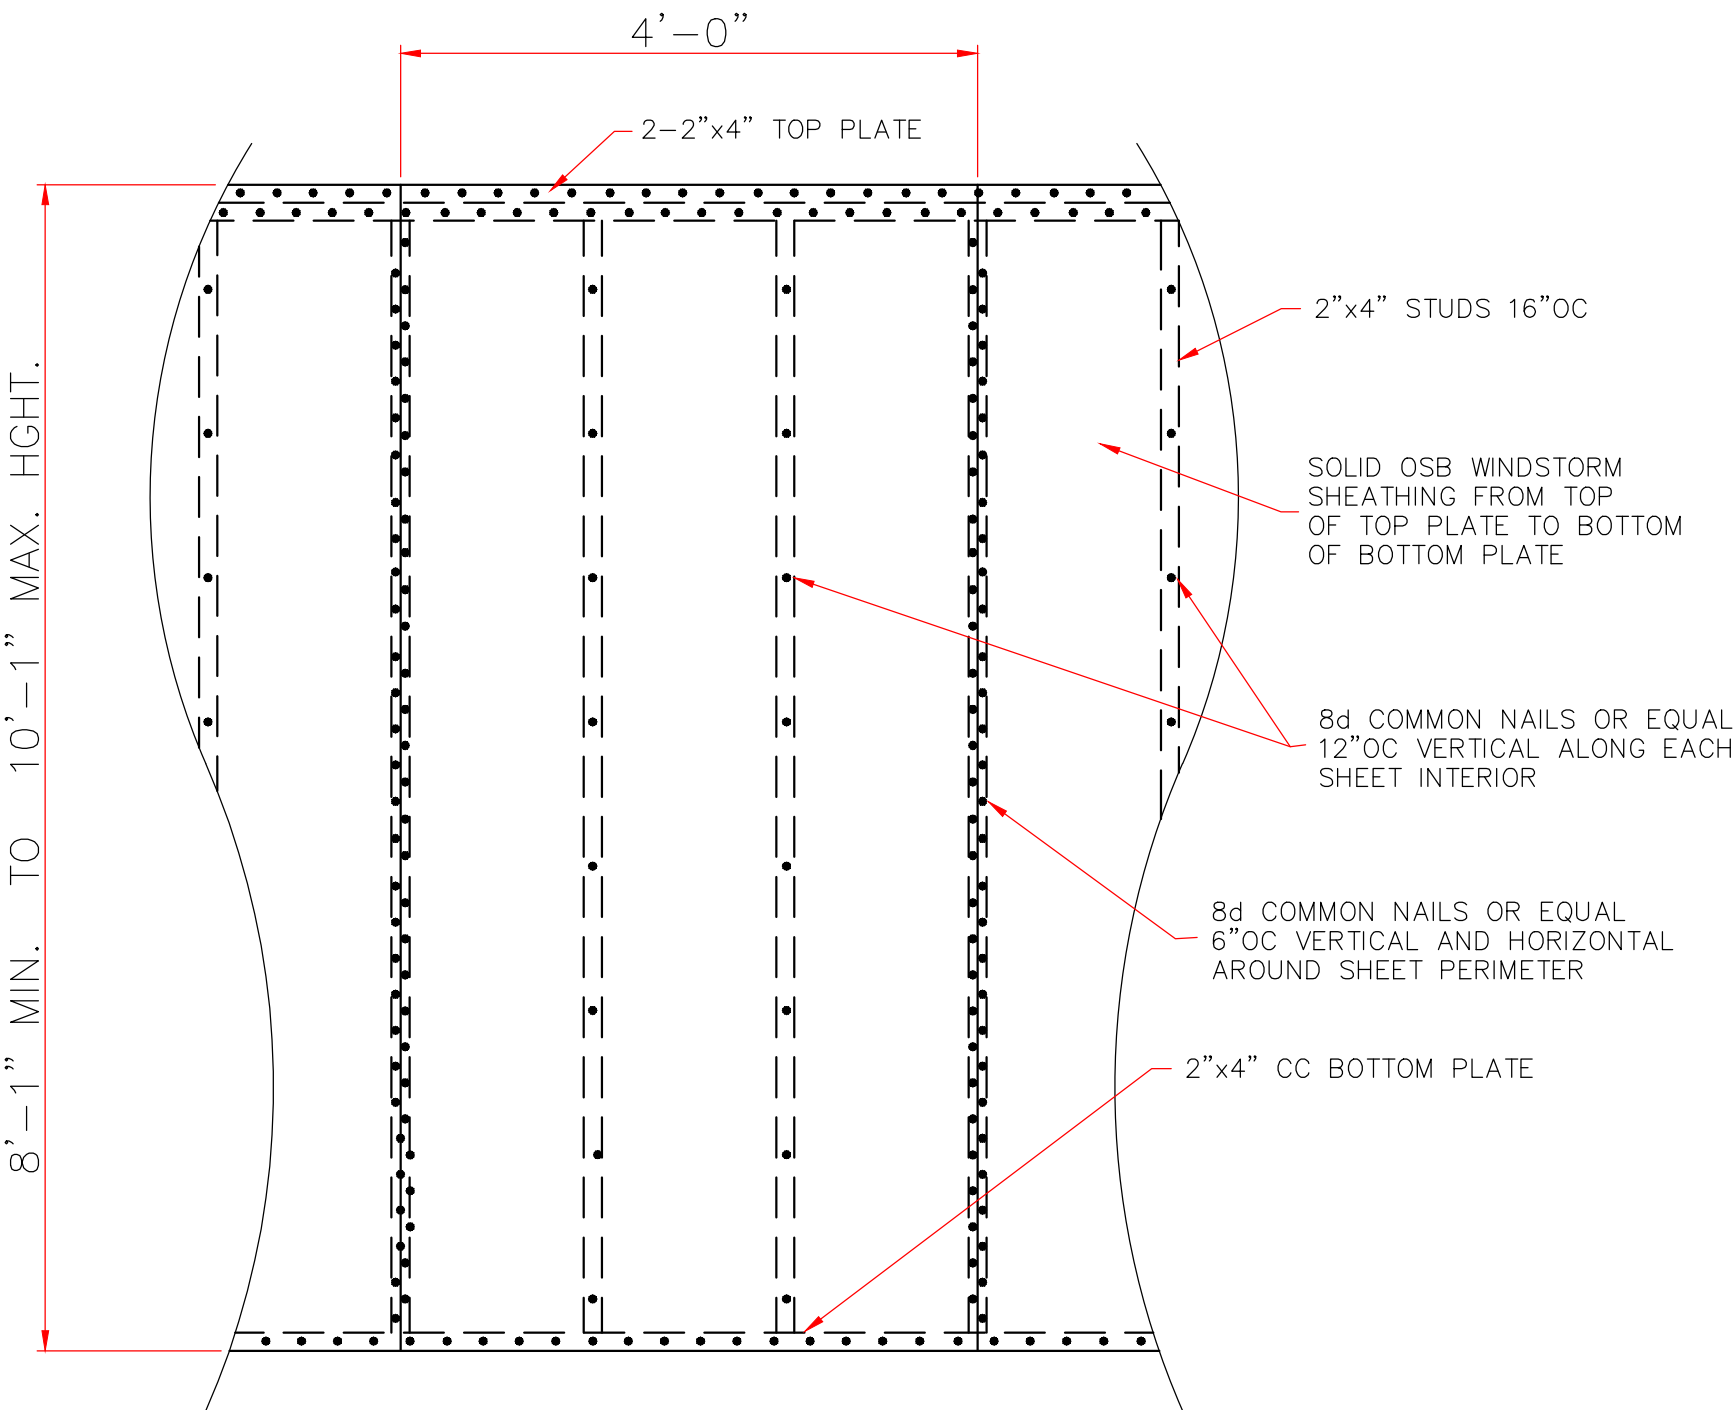 4'-0"
2-2"x4" TOP PLATE
2"x4" STUDS 16"OC
SOLID OSB WINDSTORM
SHEATHING FROM TOP
OF TOP PLATE TO BOTTOM
OF BOTTOM PLATE
8d COMMON NAILS OR EQUAL
12"OC VERTICAL ALONG EACH
SHEET INTERIOR
8d COMMON NAILS OR EQUAL
6"OC VERTICAL AND HORIZONTAL
AROUND SHEET PERIMETER
2"x4" CC BOTTOM PLATE
8'-1" MIN. TO 10'-1" MAX. HGHT.